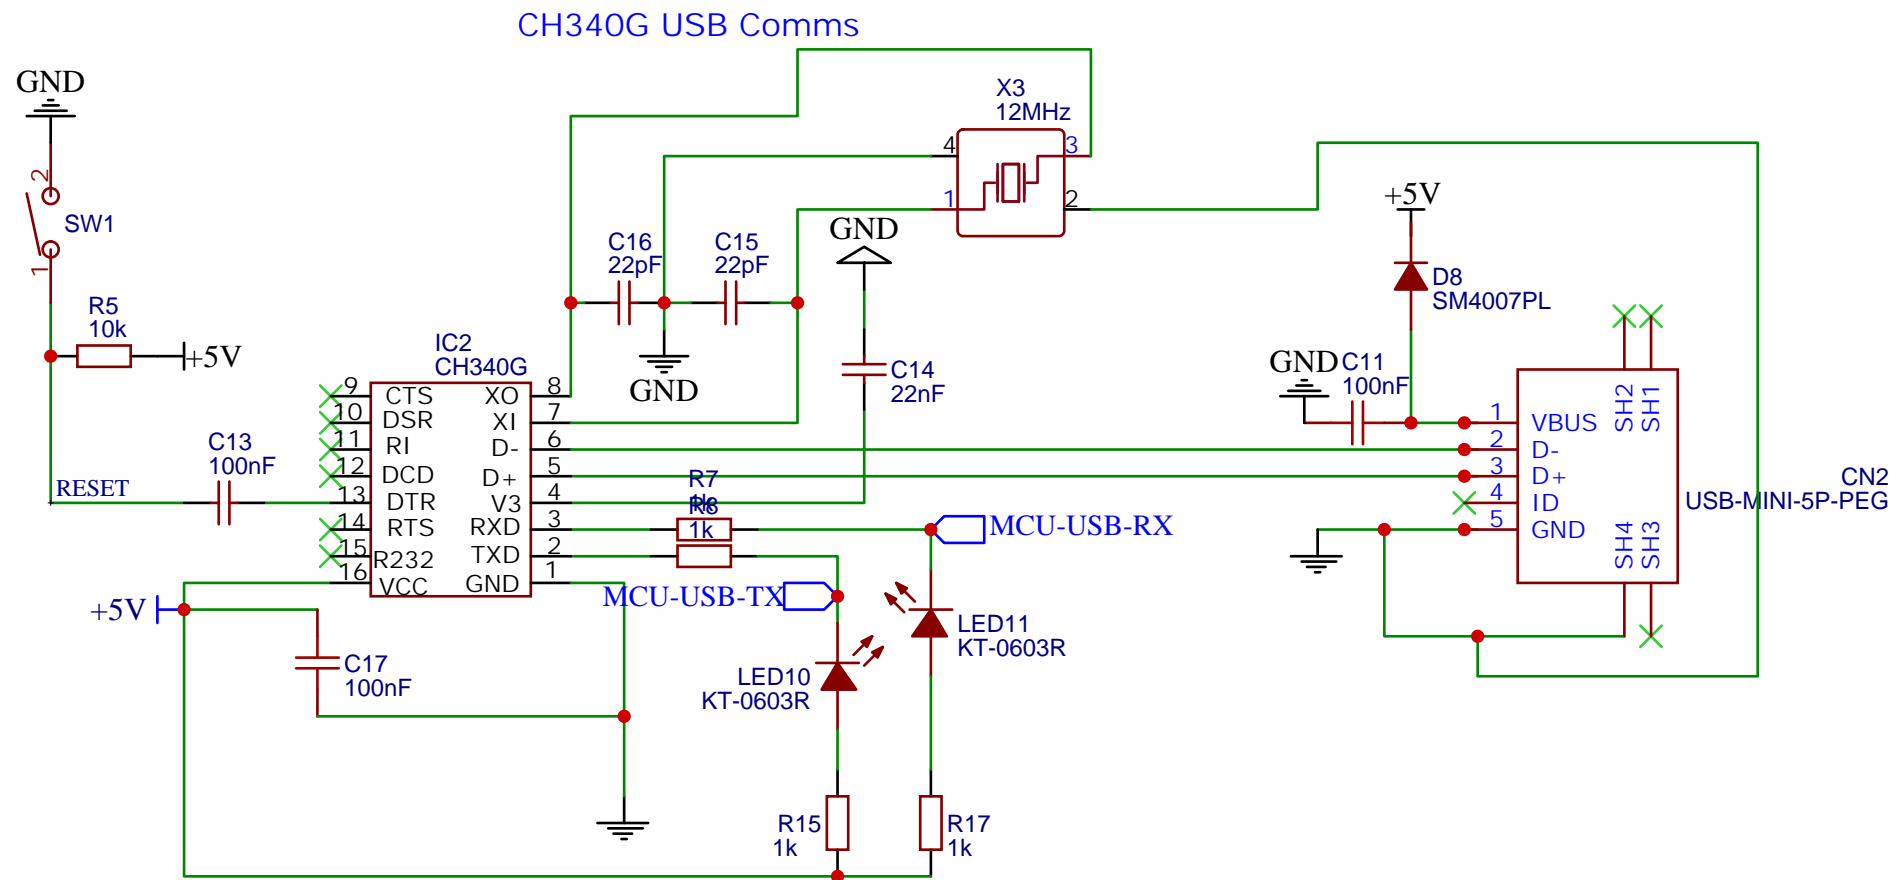 CH340G USB Comms
GND
2
SW1
1
R5
10k
+5V
C13
100nF
RESET
IC2
CH340G
9 CTS XO 8
10 DSR XI 7
11 RI D- 6
12 DCD D+ 5
13 DTR V3 4
14 RTS RXD 3
15 R232 TXD 2
16 VCC GND 1
+5V
C17
100nF
C16
22pF
C15
22pF
GND
X3
12MHz
4
3
1
2
GND
C14
22nF
R7
1k
R6
1k
MCU-USB-RX
MCU-USB-TX
LED11
KT-0603R
LED10
KT-0603R
R15
1k
R17
1k
+5V
D8
SM4007PL
GND
C11
100nF
1 VBUS
2 D-
3 D+
4 ID
5 GND
SH2
SH1
SH4
SH3
CN2
USB-MINI-5P-PEG